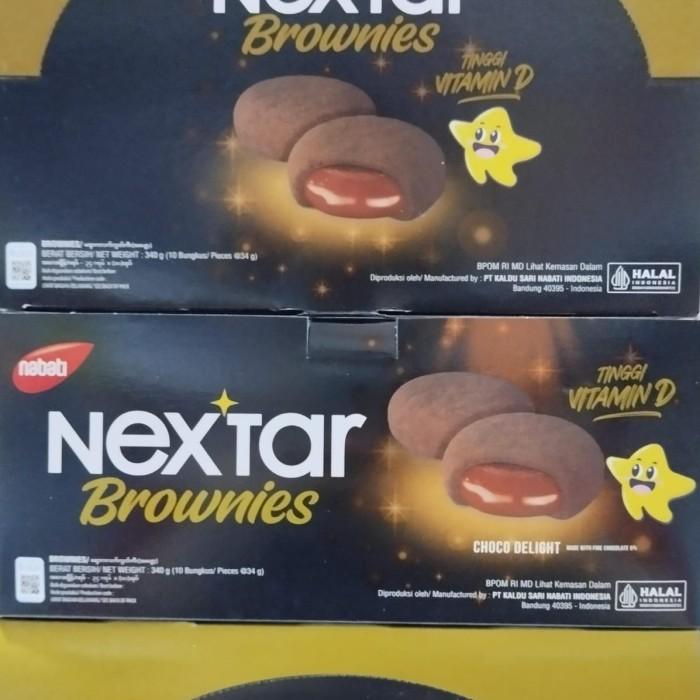 NEXTAR
Brownies
TINGGI
VITAMIN D
BROWNIES/
BERAT BERSIH/ NET WEIGHT : 340 g (10 Bungkus/ Pieces @34 g)
BPOM RI MD Lihat Kemasan Dalam
Diproduksi oleh/ Manufactured by : PT KALDU SARI NABATI INDONESIA
Bandung 40395 - Indonesia
HALAL
INDONESIA
nabati
NEXTAR
Brownies
TINGGI
VITAMIN D
CHOCO DELIGHT
BROWNIES/
BERAT BERSIH/ NET WEIGHT : 340 g (10 Bungkus/ Pieces @34 g)
BPOM RI MD Lihat Kemasan Dalam
Diproduksi oleh/ Manufactured by : PT KALDU SARI NABATI INDONESIA
Bandung 40395 - Indonesia
HALAL
INDONESIA